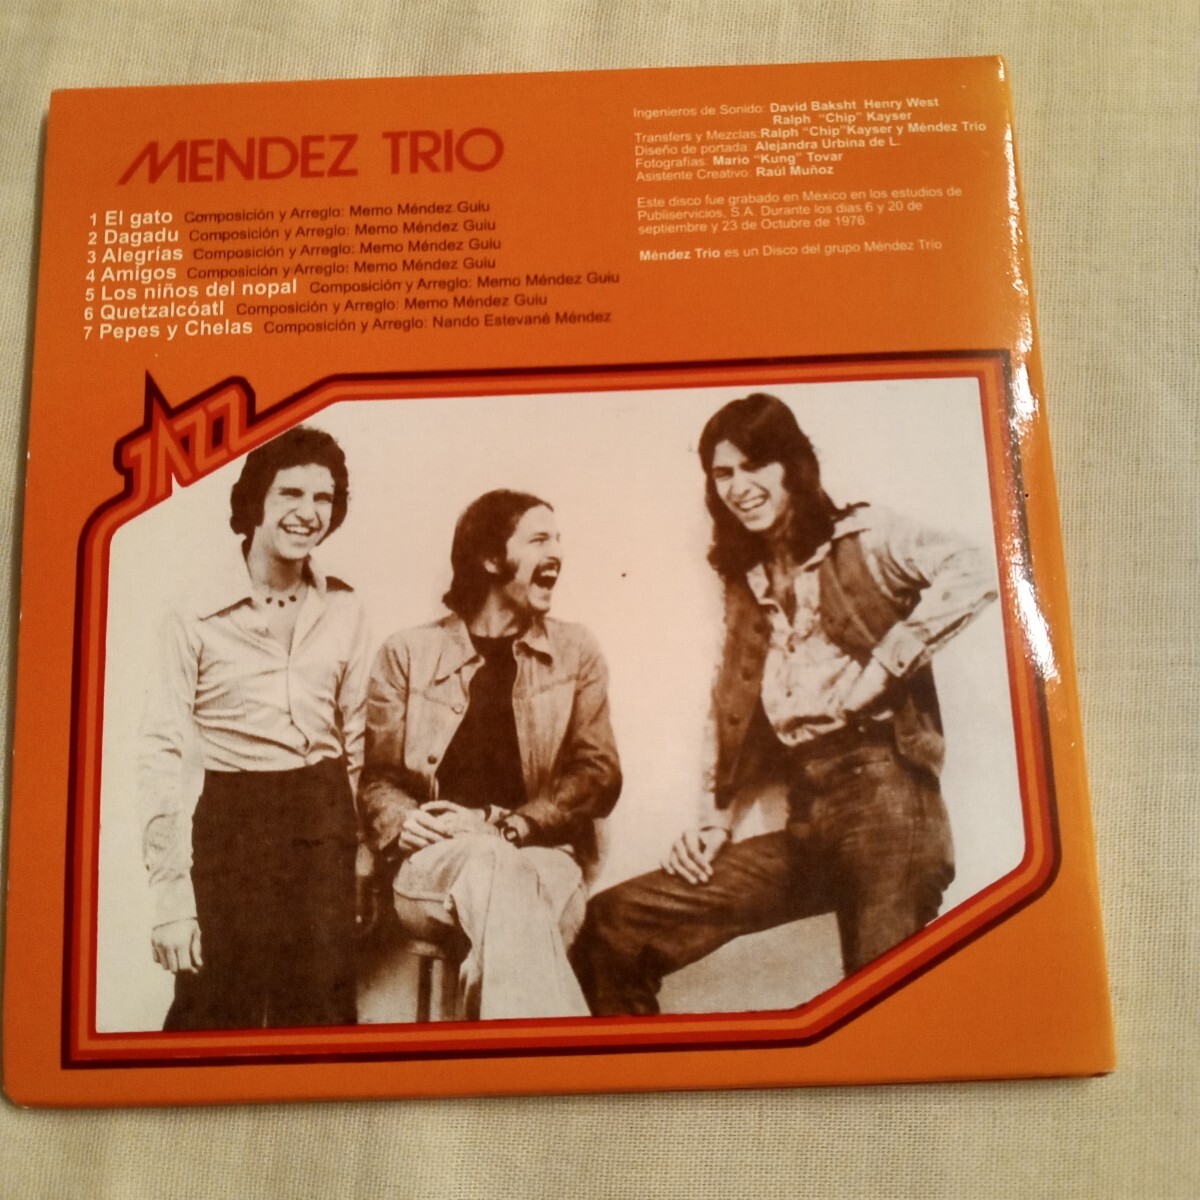 MENDEZ TRIO
1 El gato Composición y Arreglo: Memo Méndez Guiu
2 Dagadu Composición y Arreglo: Memo Méndez Guiu
3 Alegrías Composición y Arreglo: Memo Méndez Guiu
4 Amigos Composición y Arreglo: Memo Méndez Guiu
5 Los niños del nopal Composición y Arreglo: Memo Méndez Guiu
6 Quetzalcóatl Composición y Arreglo: Memo Méndez Guiu
7 Pepes y Chelas Composición y Arreglo: Nando Estevané Méndez
Ingenieros de Sonido: David Baksht Henry West
Ralph "Chip" Kayser
Transfers y Mezclas:Ralph "Chip"Kayser y Méndez Trio
Diseño de portada: Alejandra Urbina de L.
Fotografías: Mario "Kung" Tovar
Asistente Creativo: Raúl Muñoz
Este disco fue grabado en México en los estudios de
Publiservicios, S.A. Durante los dias 6 y 20 de
septiembre y 23 de Octubre de 1976.
Méndez Trio es un Disco del grupo Méndez Trio
JAZZ